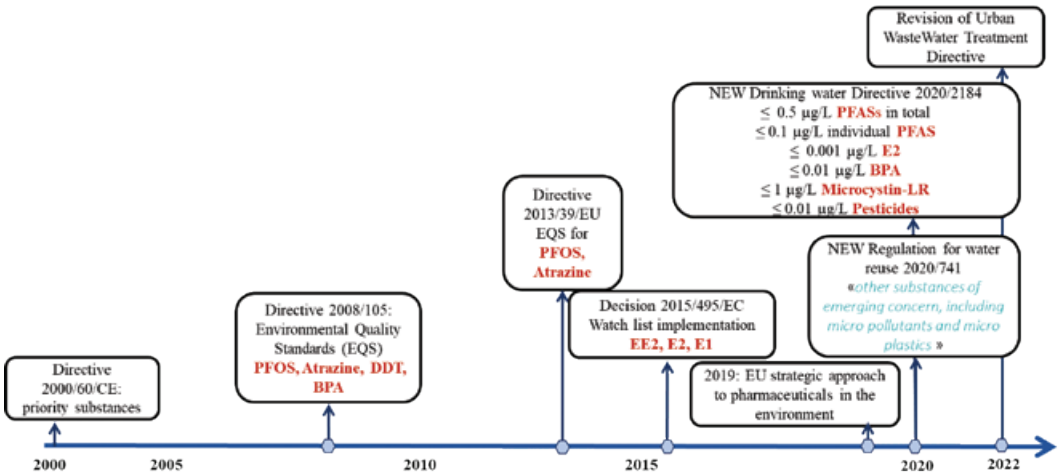 Revision of Urban
WasteWater Treatment
Directive
NEW Drinking water Directive 2020/2184
≤ 0.5 µg/L PFASs in total
≤0.1 µg/L individual PFAS
≤ 0.001 µg/L E2
≤0.01 µg/L BPA
≤1 µg/L Microcystin-LR
≤0.01 µg/L Pesticides
Directive
2013/39/EU
EQS for
PFOS,
Atrazine
NEW Regulation for water
reuse 2020/741
«other substances of
emerging concern, including
micro pollutants and micro
plastics »
Directive 2008/105:
Environmental Quality
Standards (EQS)
PFOS, Atrazine, DDT,
BPA
Decision 2015/495/EC
Watch list implementation
EE2, E2, E1
Directive
2000/60/CE:
priority substances
2019: EU strategic approach
to pharmaceuticals in the
environment
2000
2005
2010
2015
2020
2022